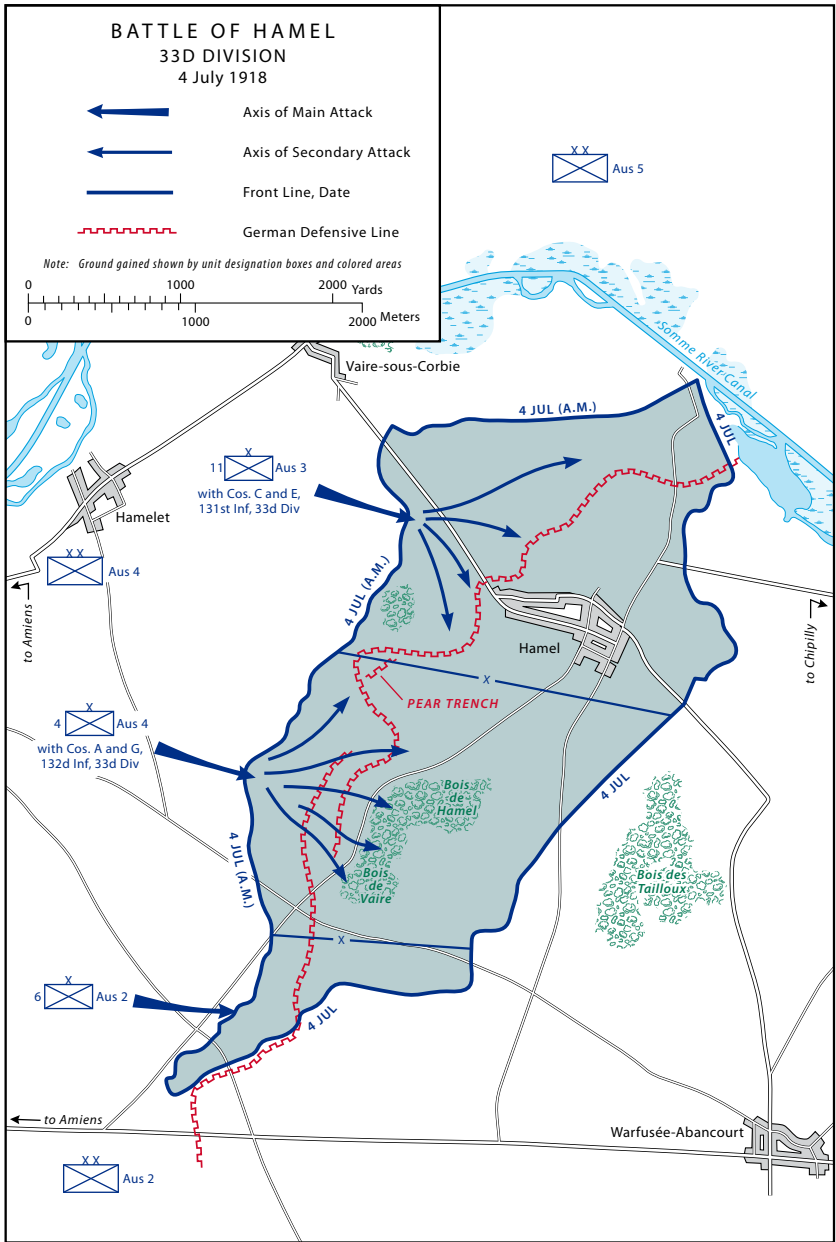 BATTLE OF HAMEL
33D DIVISION
4 July 1918
Axis of Main Attack
Axis of Secondary Attack
Front Line, Date
German Defensive Line
Note: Ground gained shown by unit designation boxes and colored areas
0 1000 2000 Yards
0 1000 2000 Meters
X X
Aus 5
Somme River Canal
Vaire-sous-Corbie
4 JUL (A.M.)
4 JUL
X
11 Aus 3
with Cos. C and E,
131st Inf, 33d Div
Hamelet
X X
Aus 4
4 JUL (A.M.)
to Amiens
to Chipilly
Hamel
X
PEAR TRENCH
X
4 Aus 4
with Cos. A and G,
132d Inf, 33d Div
Bois
de
Hamel
4 JUL
4 JUL (A.M.)
Bois
de
Vaire
Bois des
Tailloux
X
X
6 Aus 2
4 JUL
to Amiens
Warfusée-Abancourt
X X
Aus 2